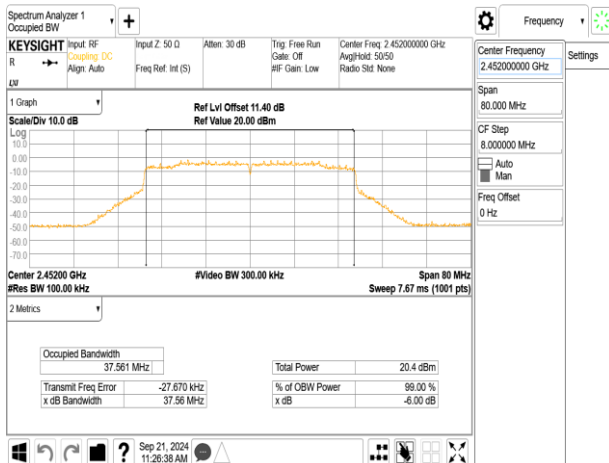 Spectrum Analyzer 1
Occupied BW
+
Frequency
KEYSIGHT Input: RF Input Z: 50 Ω Atten: 30 dB Trig: Free Run Center Freq: 2.452000000 GHz
R Coupling: DC Gate: Off Avg|Hold: 50/50
Align: Auto Freq Ref: Int (S) #IF Gain: Low Radio Std: None
LXI
Center Frequency
2.452000000 GHz
Settings
Span
80.000 MHz
CF Step
8.000000 MHz
Auto
Man
Freq Offset
0 Hz
1 Graph
Ref Lvl Offset 11.40 dB
Scale/Div 10.0 dB Ref Value 20.00 dBm
Log
10.0
0.00
-10.0
-20.0
-30.0
-40.0
-50.0
-60.0
-70.0
Center 2.45200 GHz #Video BW 300.00 kHz Span 80 MHz
#Res BW 100.00 kHz Sweep 7.67 ms (1001 pts)
2 Metrics
Occupied Bandwidth
37.561 MHz Total Power 20.4 dBm
Transmit Freq Error -27.670 kHz % of OBW Power 99.00 %
x dB Bandwidth 37.56 MHz x dB -6.00 dB
? Sep 21, 2024
11:26:38 AM